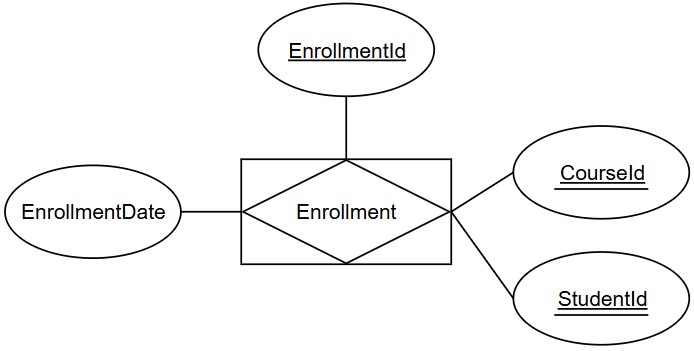 EnrollmentId
CourseId
EnrollmentDate
Enrollment
StudentId